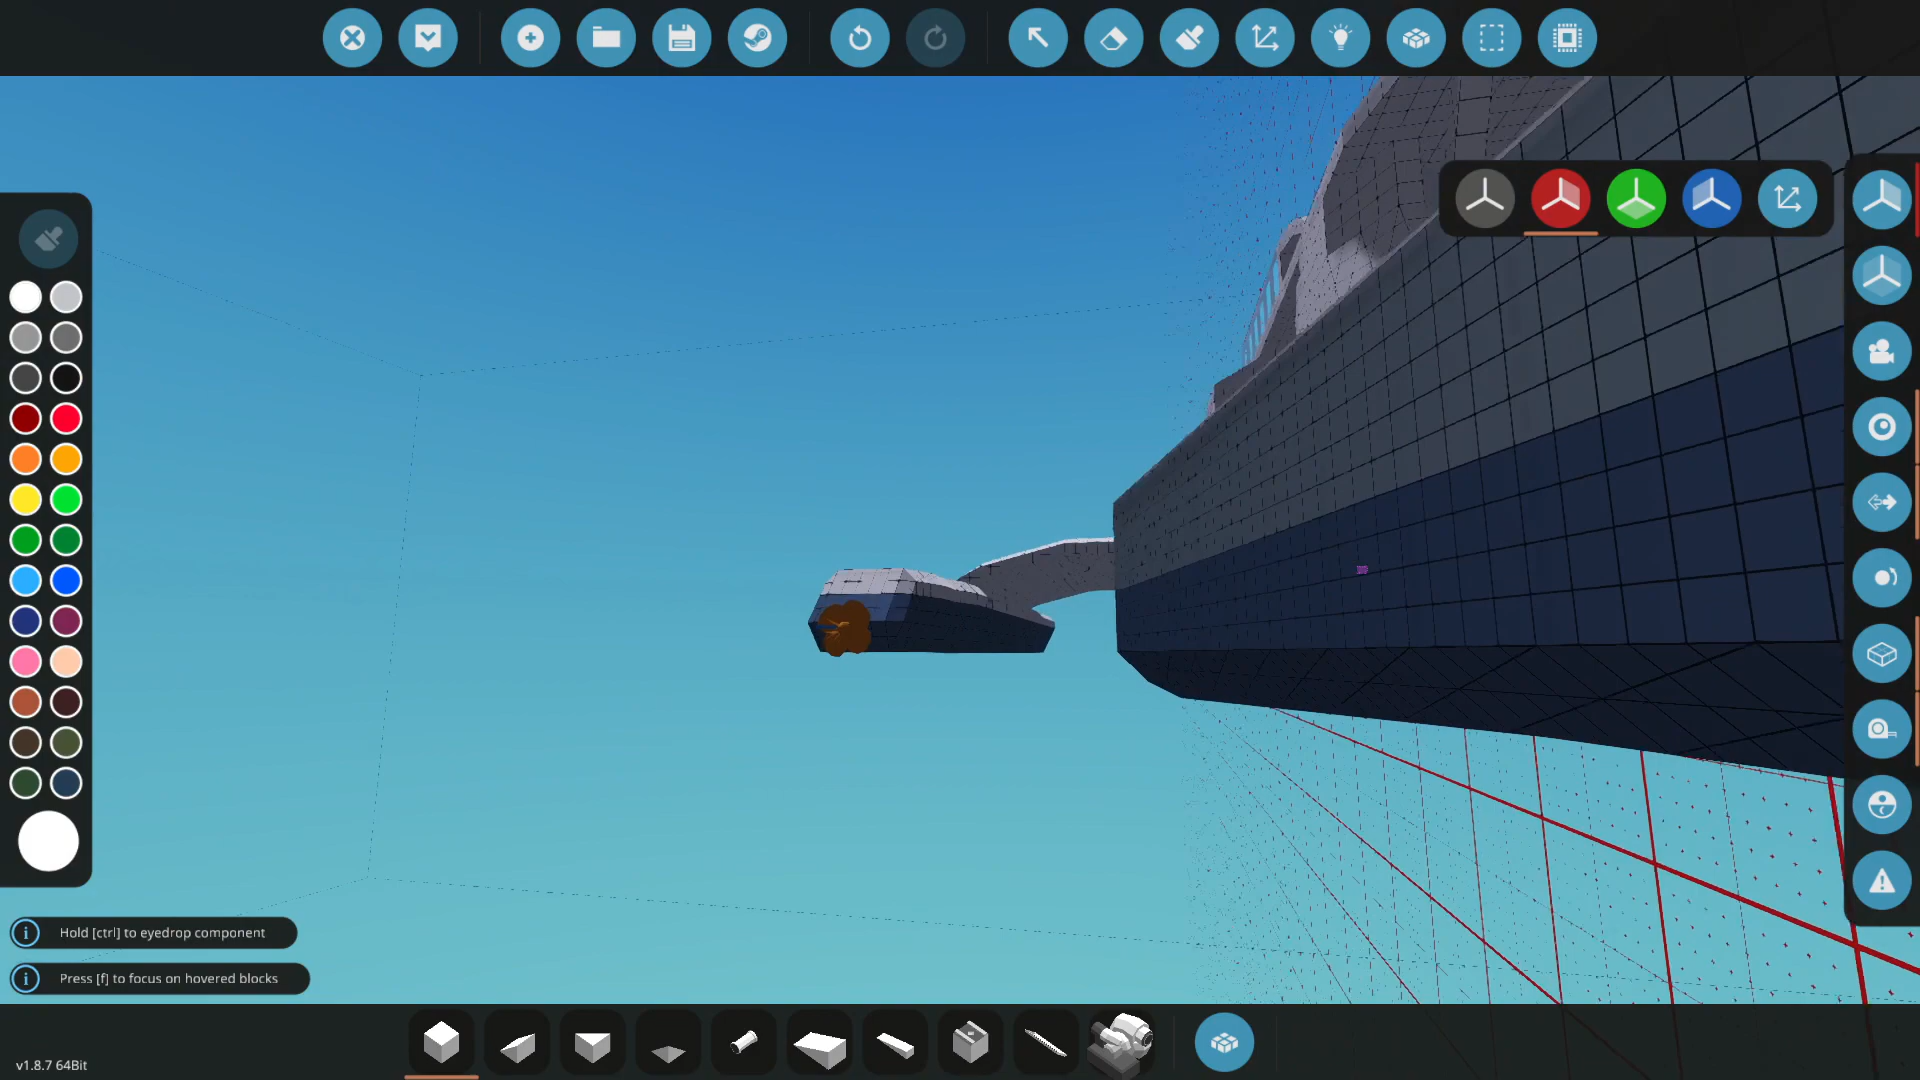 Hold [ctrl] to eyedrop component
Press [f] to focus on hovered blocks
v1.8.7 64Bit